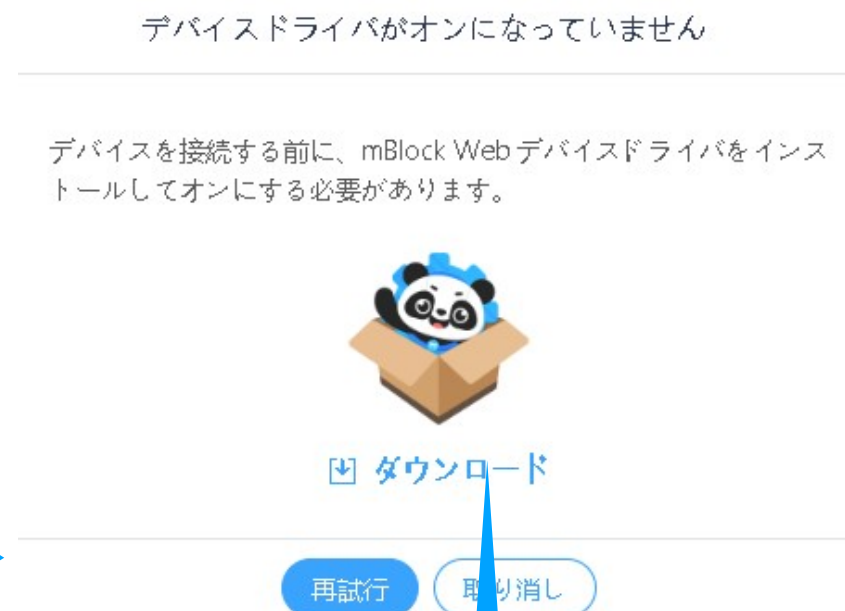 デバイスドライバがオンになっていません
デバイスを接続する前に、mBlock Webデバイスドライバをインス
トールしてオンにする必要があります。
ダウンロード
再試行
取り消し